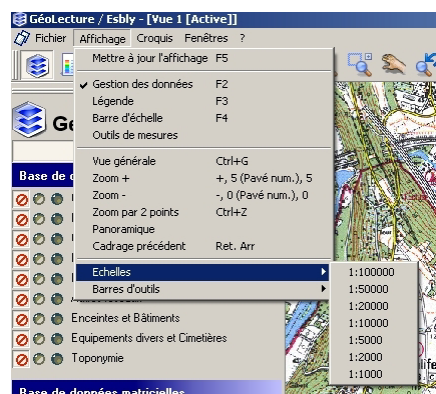 GéoLecture / Esbly - [Vue 1 [Active]]
Fichier Affichage Croquis Fenêtres ?
Mettre à jour l'affichage F5
Gestion des données F2
Légende F3
Barre d'échelle F4
Outils de mesures
Vue générale Ctrl+G
Zoom + +, 5 (Pavé num.), 5
Zoom - -, 0 (Pavé num.), 0
Zoom par 2 points Ctrl+Z
Panoramique
Cadrage précédent Ret. Arr
Echelles
Barres d'outils
1:100000
1:50000
1:20000
1:10000
1:5000
1:2000
1:1000
Base de
Enceintes et Bâtiments
Equipements divers et Cimetières
Toponymie
Base de données matricielles